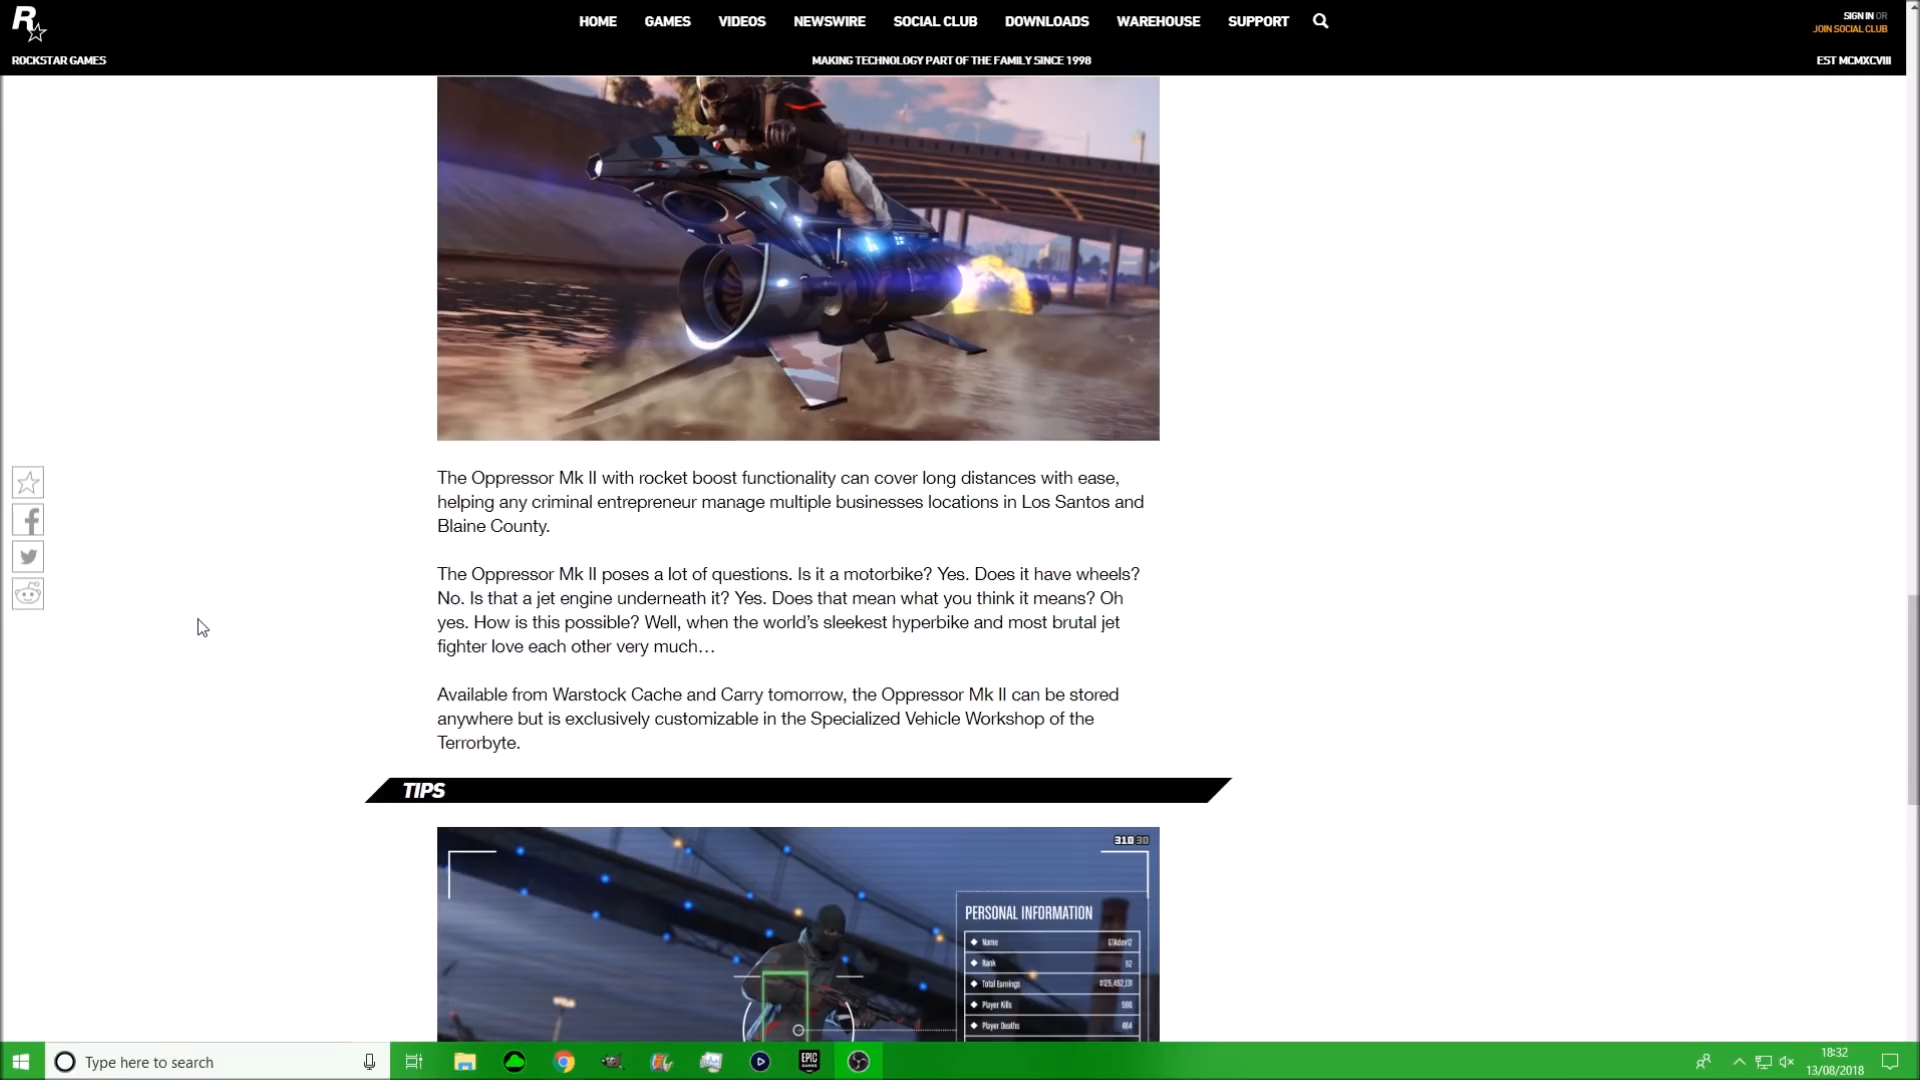 R
HOME GAMES VIDEOS NEWSWIRE SOCIAL CLUB DOWNLOADS WAREHOUSE SUPPORT
SIGN IN OR
JOIN SOCIAL CLUB
ROCKSTAR GAMES
MAKING TECHNOLOGY PART OF THE FAMILY SINCE 1998
EST MCMXCVIII
The Oppressor Mk II with rocket boost functionality can cover long distances with ease,
helping any criminal entrepreneur manage multiple businesses locations in Los Santos and
Blaine County.
The Oppressor Mk II poses a lot of questions. Is it a motorbike? Yes. Does it have wheels?
No. Is that a jet engine underneath it? Yes. Does that mean what you think it means? Oh
yes. How is this possible? Well, when the world's sleekest hyperbike and most brutal jet
fighter love each other very much…
Available from Warstock Cache and Carry tomorrow, the Oppressor Mk II can be stored
anywhere but is exclusively customizable in the Specialized Vehicle Workshop of the
Terrorbyte.
TIPS
310 30
PERSONAL INFORMATION
Name
Rank 92
Total Earnings
Player Kills
Player Deaths 464
Type here to search
EPIC
GAMES
18:32
13/08/2018